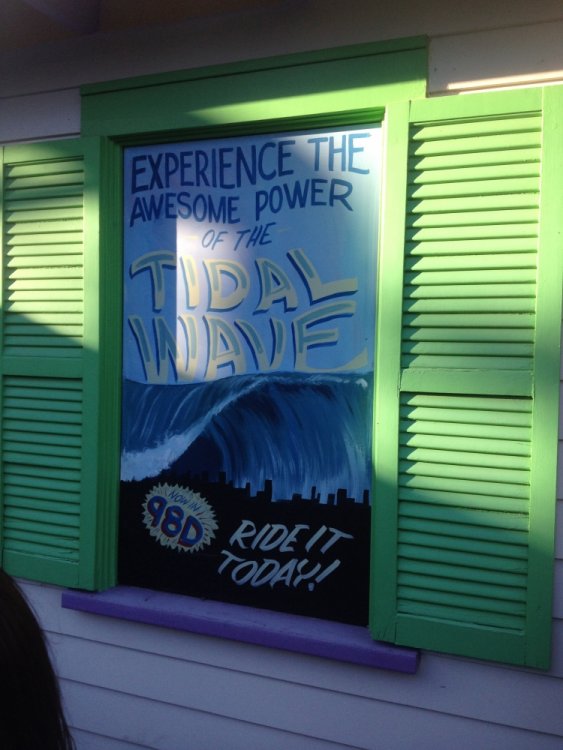 EXPERIENCE THE
AWESOME POWER
OF THE
TIDAL
WAVE
NOW IN
98D
RIDE IT
TODAY!